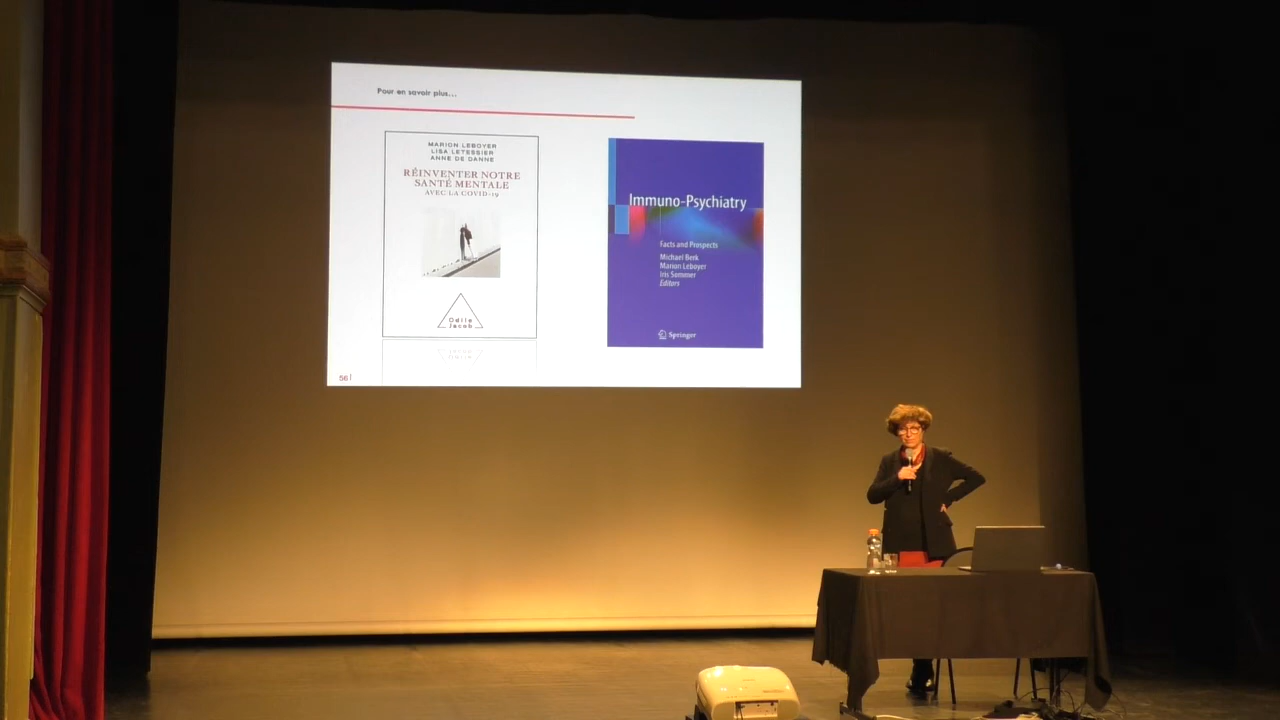 Pour en savoir plus...
MARION LEBOYER
LISA LETESSIER
ANNE DE DANNE
RÉINVENTER NOTRE
SANTÉ MENTALE
AVEC LA COVID-19
Odile
Jacob
Immuno-Psychiatry
Facts and Prospects
Michael Berk
Marion Leboyer
Iris Sommer
Editors
Springer
56